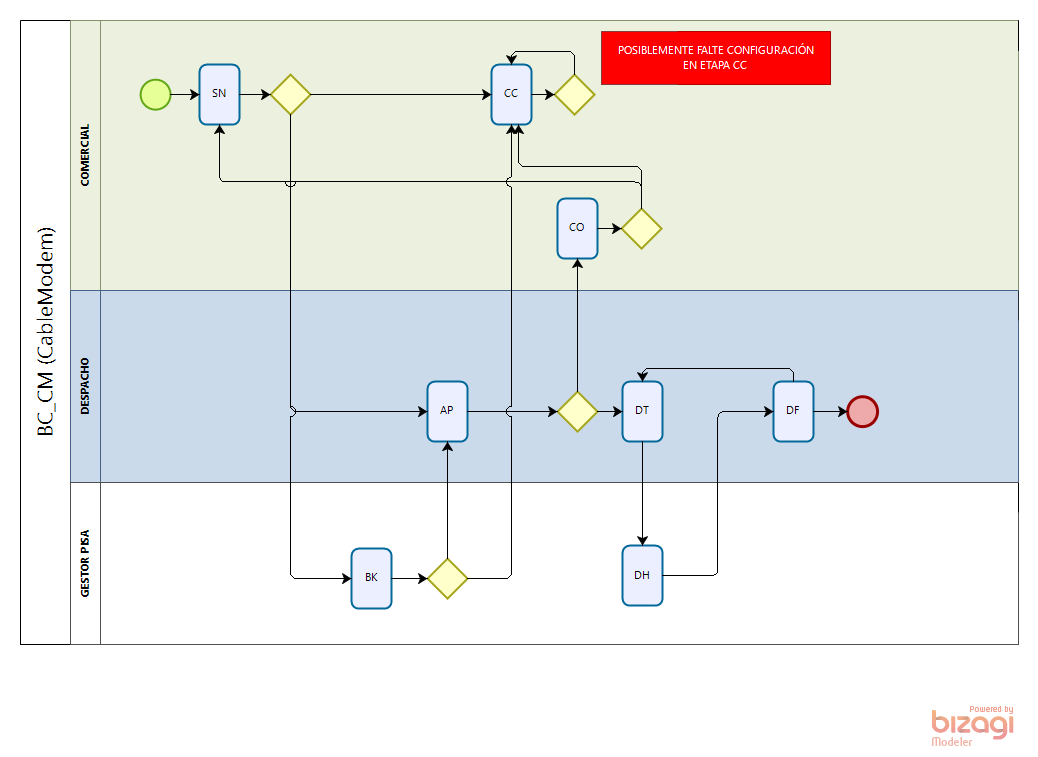 BC_CM (CableModem)
COMERCIAL
POSIBLEMENTE FALTE CONFIGURACIÓN
EN ETAPA CC
SN
CC
CO
DESPACHO
AP
DT
DF
GESTOR PISA
BK
DH
Powered by
bizagi
Modeler